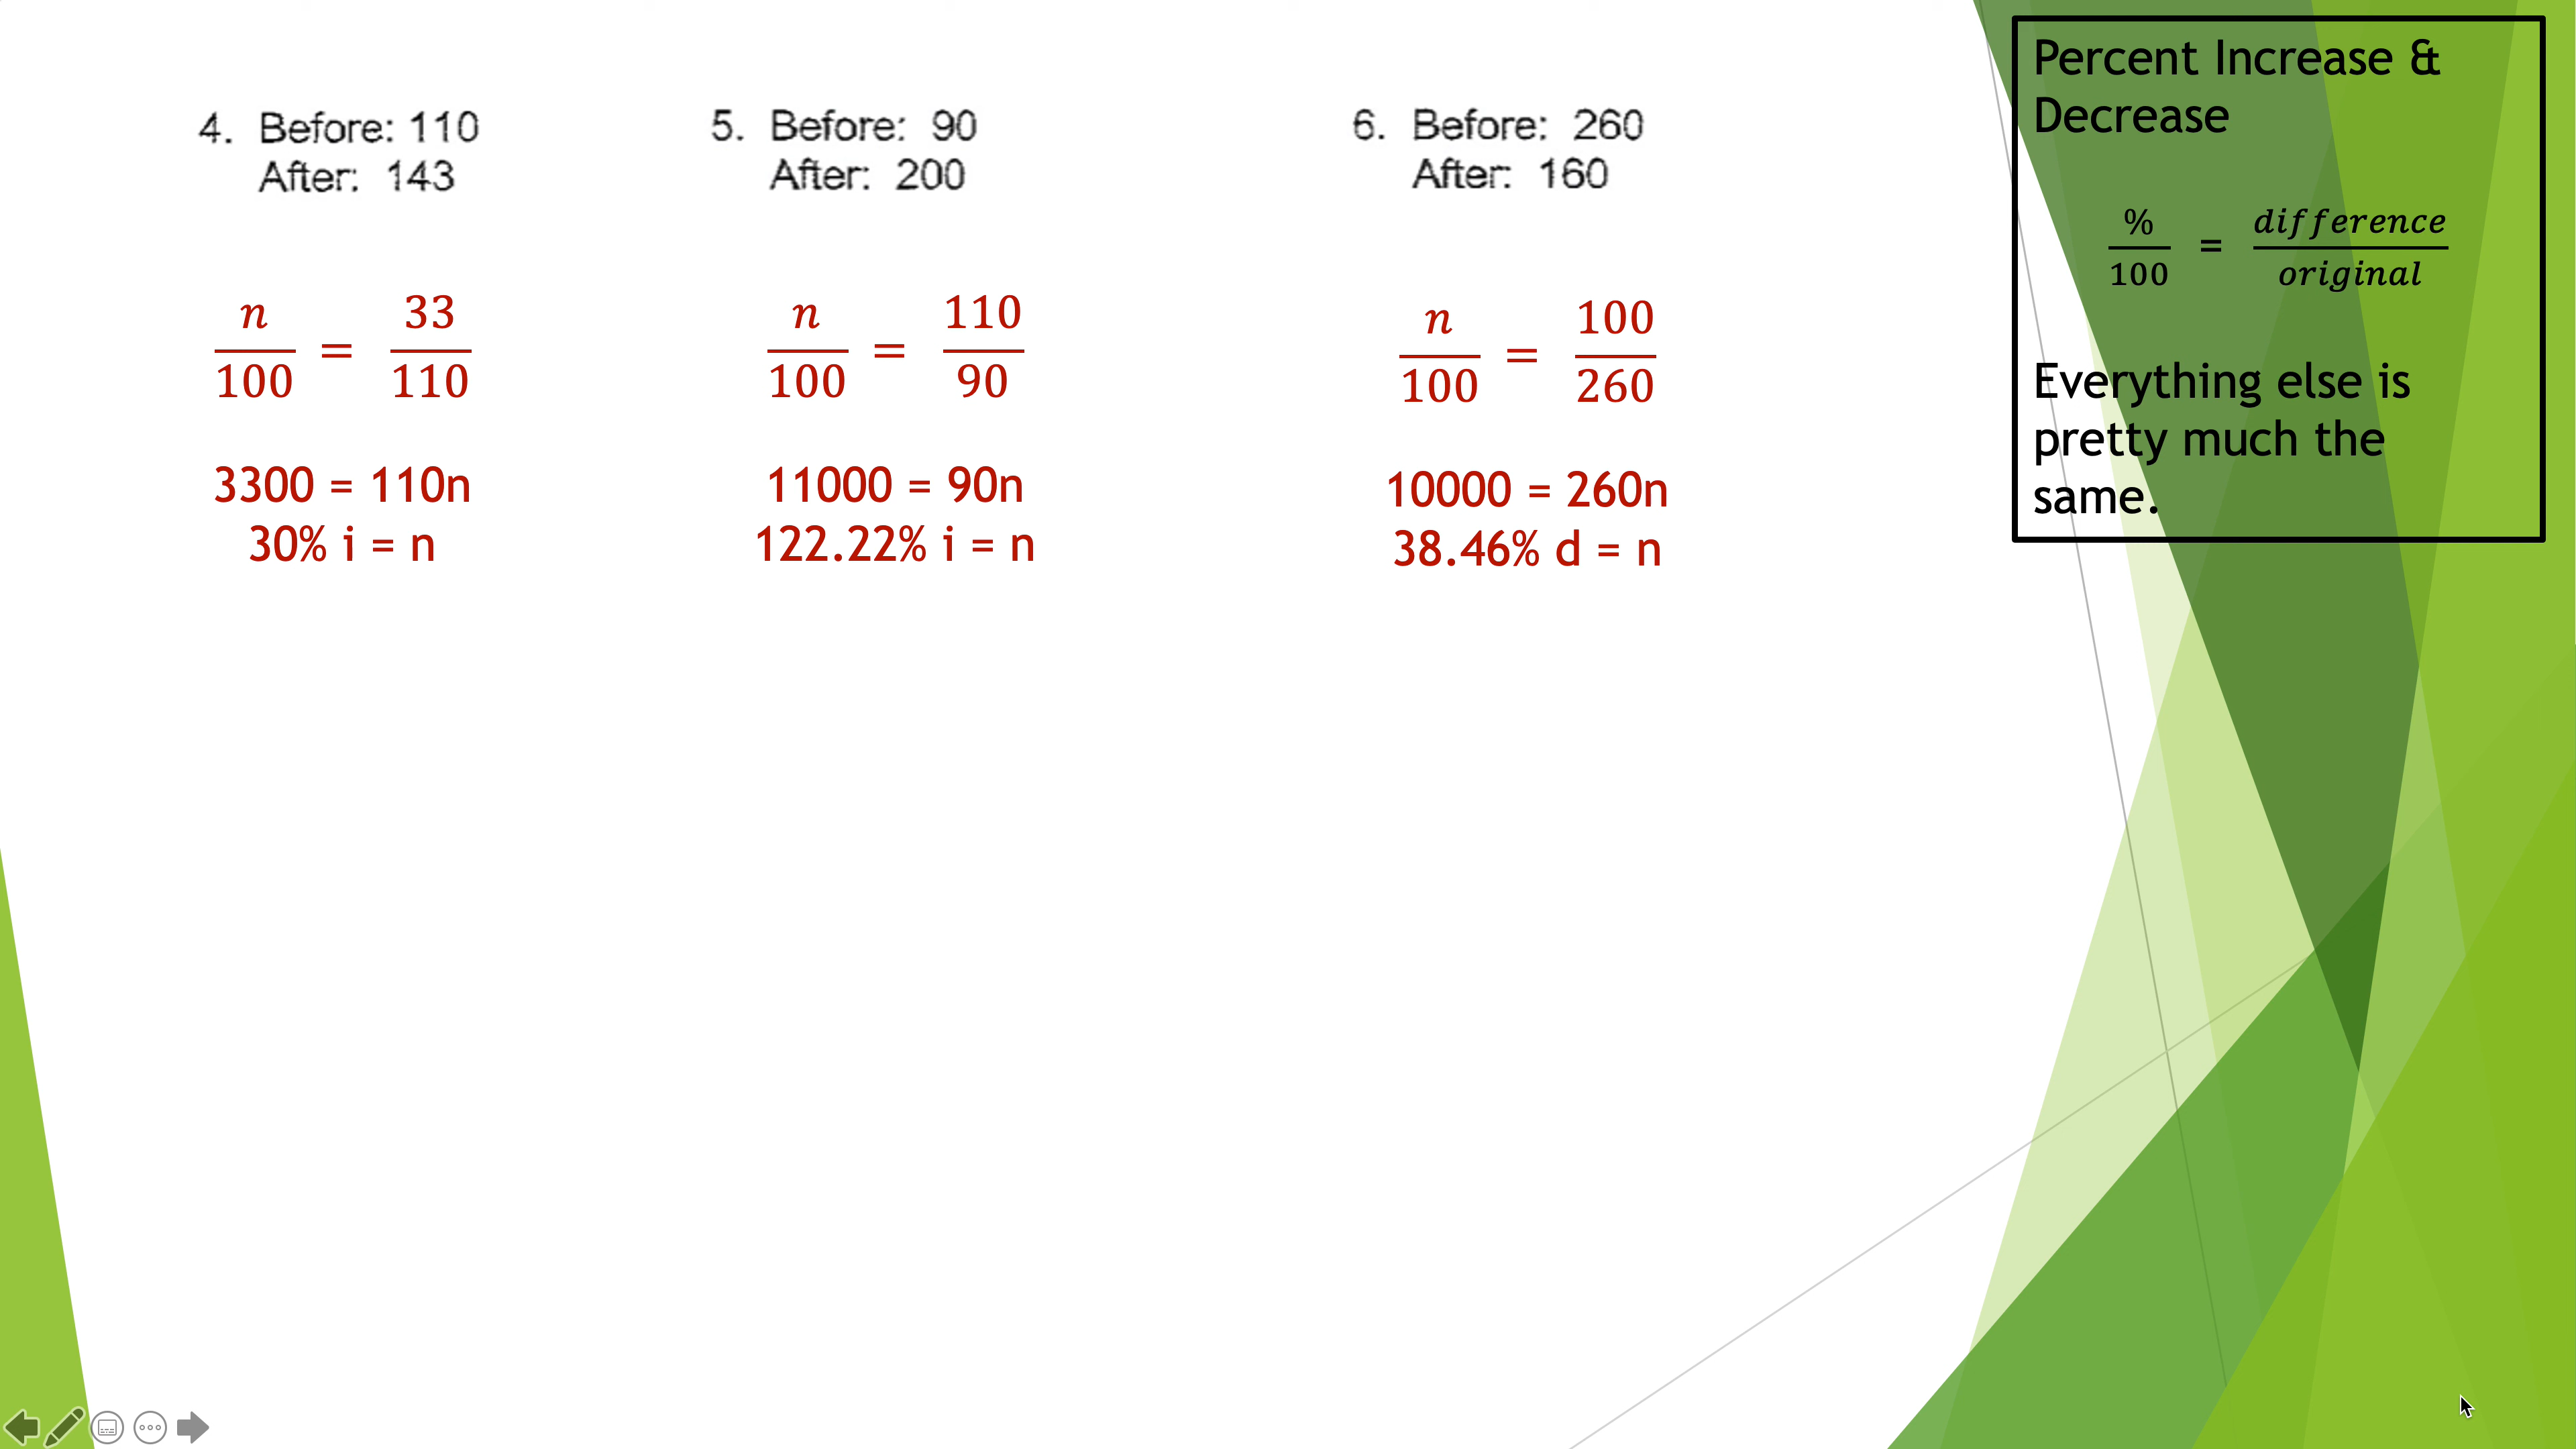 4. Before: 110
After: 143
n/100 = 33/110
3300 = 110n
30% i = n
5. Before: 90
After: 200
n/100 = 110/90
11000 = 90n
122.22% i = n
6. Before: 260
After: 160
n/100 = 100/260
10000 = 260n
38.46% d = n
Percent Increase &
Decrease
%/100 = difference/original
Everything else is
pretty much the
same.